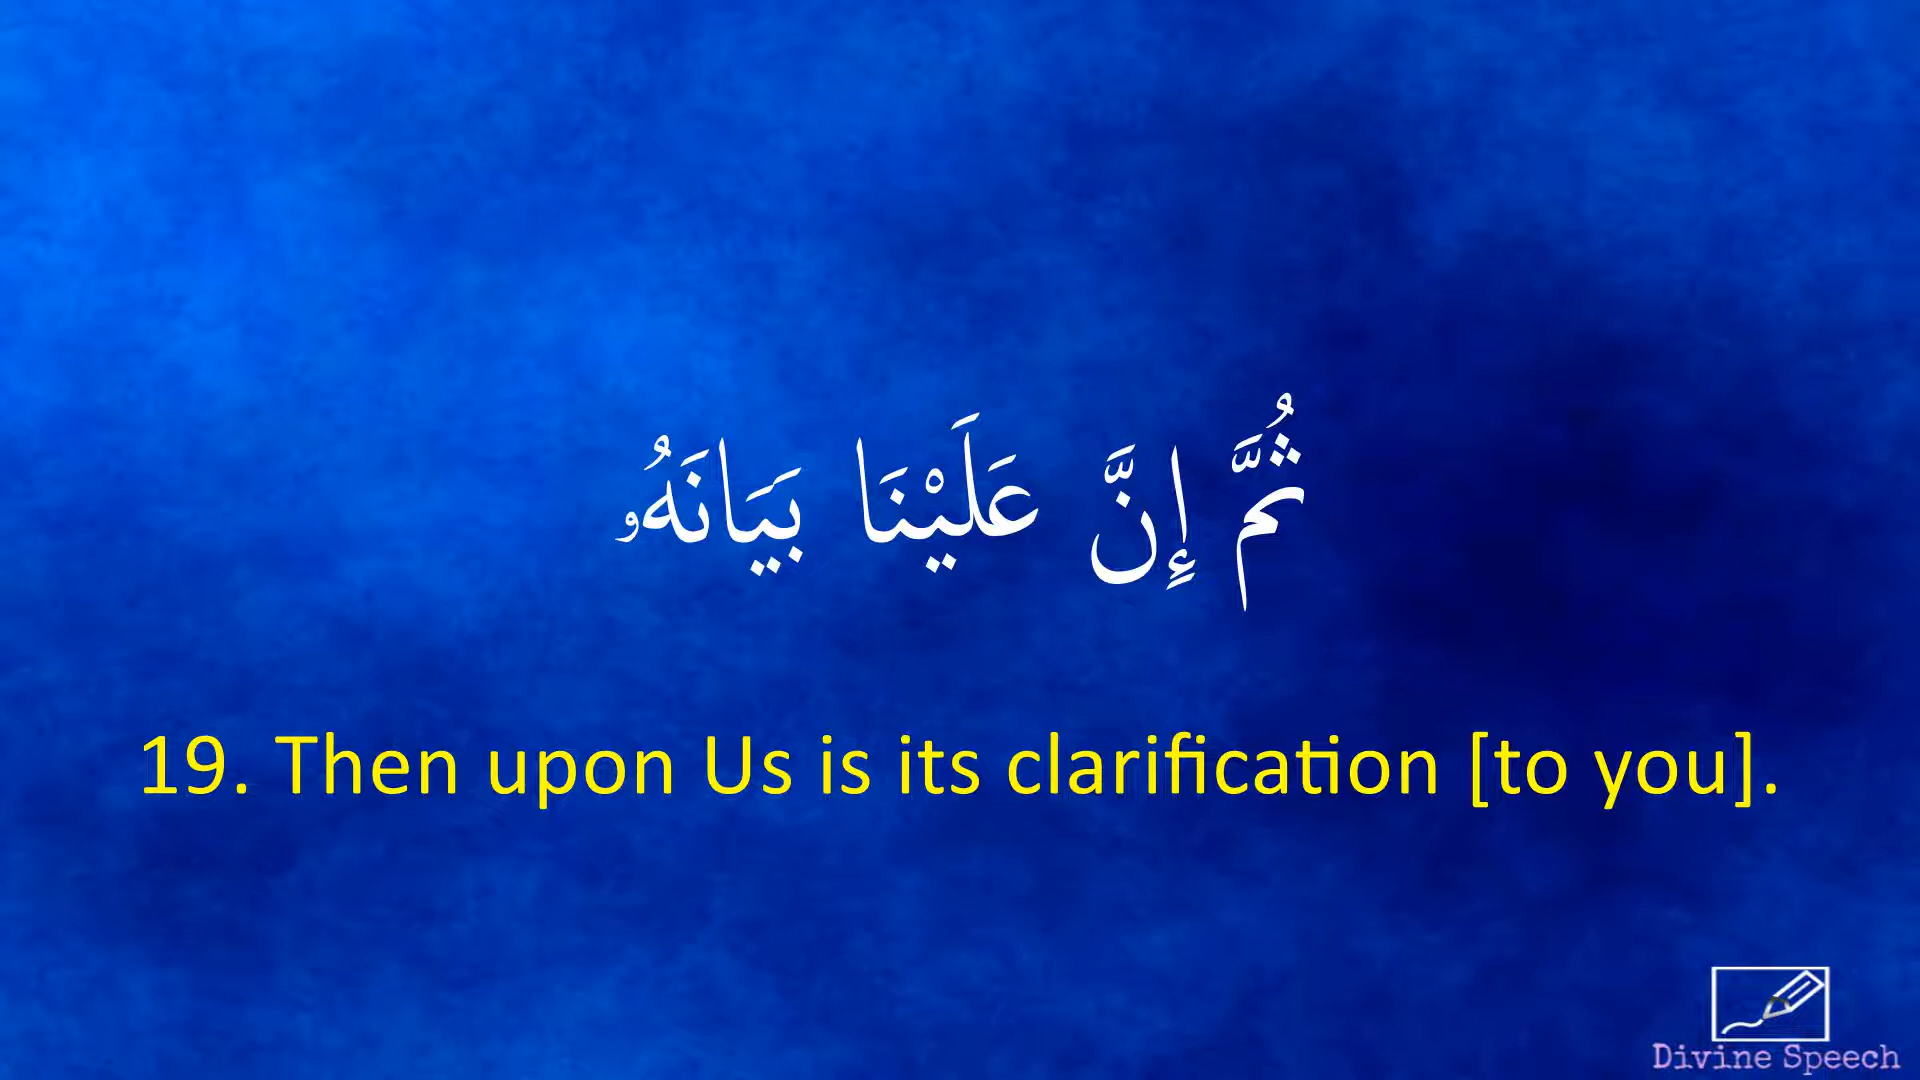 ثُمَّ إِنَّ عَلَيْنَا بَيَانَهُۥ
19. Then upon Us is its clarification [to you].
Divine Speech